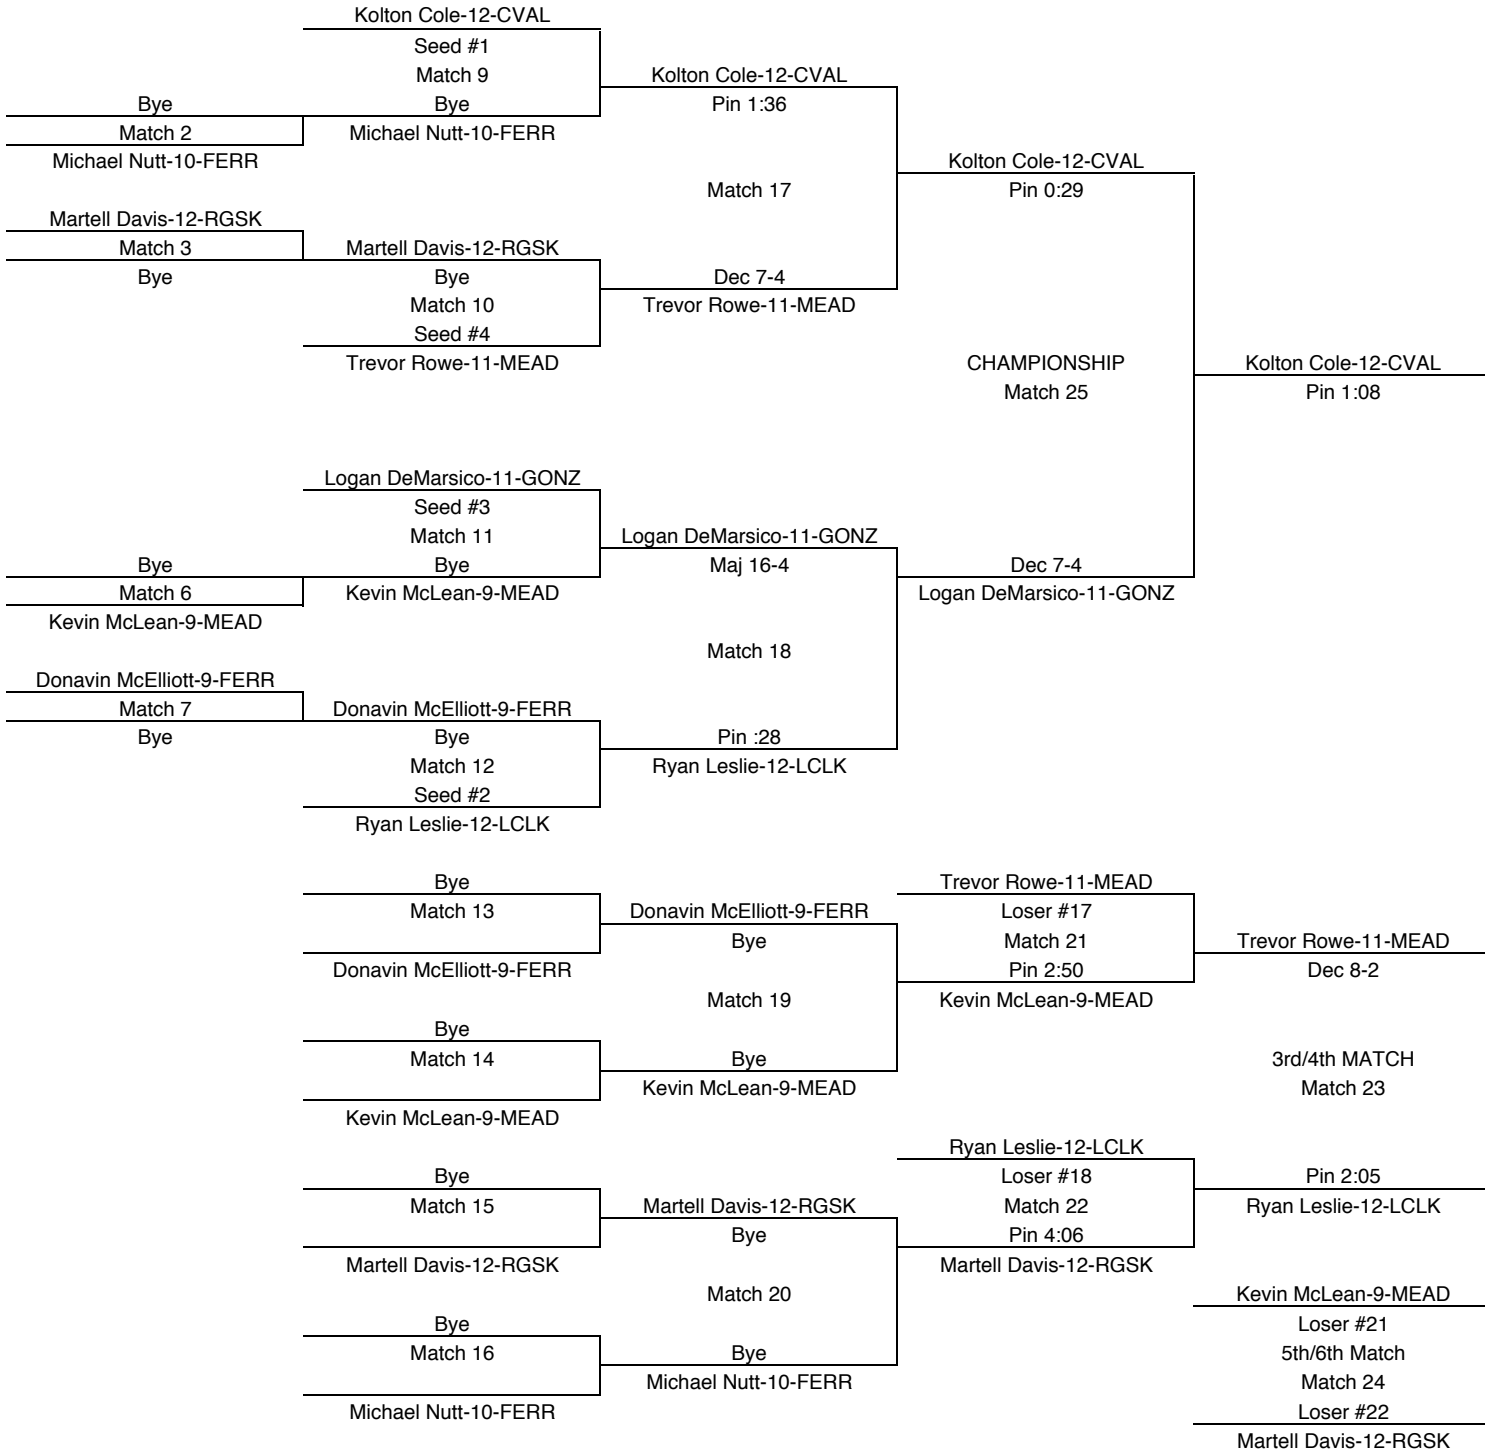 Kolton Cole-12-CVAL
Seed #1
Match 9
Kolton Cole-12-CVAL
Bye
Bye
Pin 1:36
Match 2
Michael Nutt-10-FERR
Michael Nutt-10-FERR
Kolton Cole-12-CVAL
Match 17
Pin 0:29
Martell Davis-12-RGSK
Match 3
Martell Davis-12-RGSK
Bye
Bye
Dec 7-4
Match 10
Trevor Rowe-11-MEAD
Seed #4
Trevor Rowe-11-MEAD
CHAMPIONSHIP
Kolton Cole-12-CVAL
Match 25
Pin 1:08
Logan DeMarsico-11-GONZ
Seed #3
Match 11
Logan DeMarsico-11-GONZ
Bye
Bye
Maj 16-4
Dec 7-4
Match 6
Kevin McLean-9-MEAD
Logan DeMarsico-11-GONZ
Kevin McLean-9-MEAD
Match 18
Donavin McElliott-9-FERR
Match 7
Donavin McElliott-9-FERR
Bye
Bye
Pin :28
Match 12
Ryan Leslie-12-LCLK
Seed #2
Ryan Leslie-12-LCLK
Bye
Trevor Rowe-11-MEAD
Match 13
Donavin McElliott-9-FERR
Loser #17
Bye
Match 21
Trevor Rowe-11-MEAD
Donavin McElliott-9-FERR
Pin 2:50
Dec 8-2
Match 19
Kevin McLean-9-MEAD
Bye
Match 14
Bye
3rd/4th MATCH
Kevin McLean-9-MEAD
Match 23
Kevin McLean-9-MEAD
Ryan Leslie-12-LCLK
Bye
Loser #18
Pin 2:05
Match 15
Martell Davis-12-RGSK
Match 22
Ryan Leslie-12-LCLK
Bye
Pin 4:06
Martell Davis-12-RGSK
Martell Davis-12-RGSK
Match 20
Kevin McLean-9-MEAD
Bye
Loser #21
Match 16
Bye
5th/6th Match
Michael Nutt-10-FERR
Match 24
Michael Nutt-10-FERR
Loser #22
Martell Davis-12-RGSK